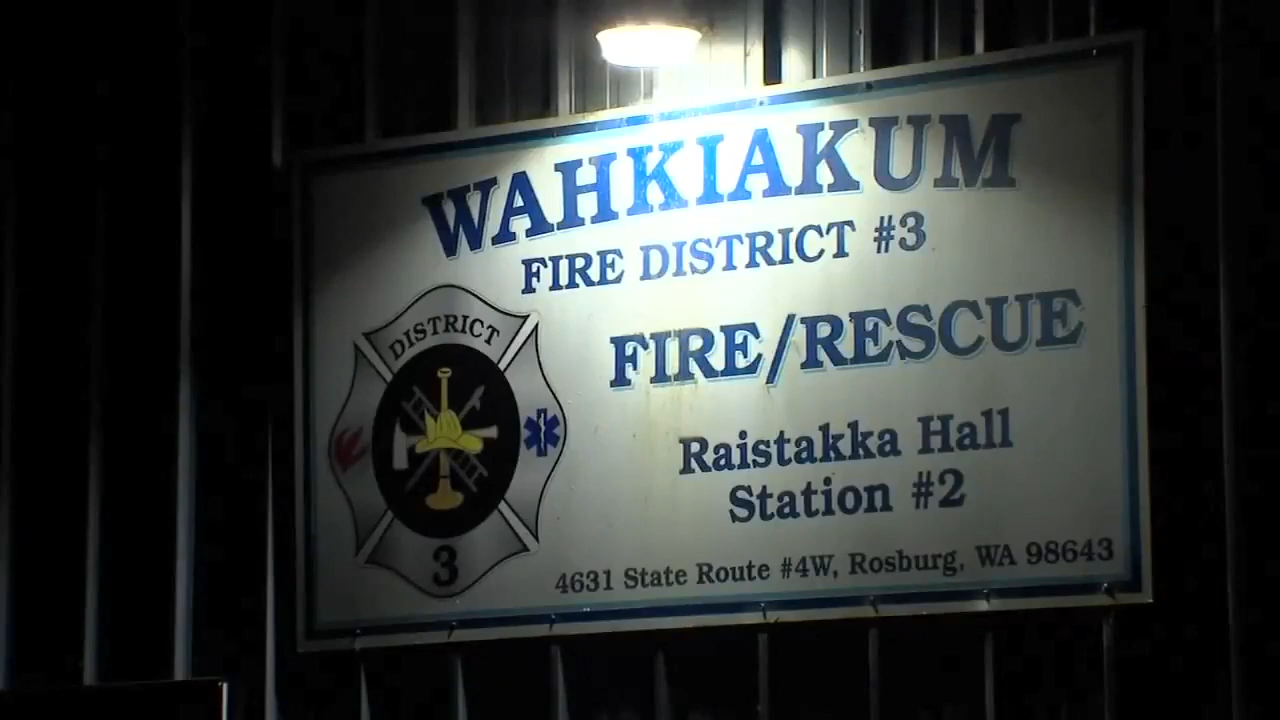 WAHKIAKUM
FIRE DISTRICT #3
FIRE/RESCUE
Raistakka Hall
Station #2
4631 State Route #4W, Rosburg, WA 98643
DISTRICT
3